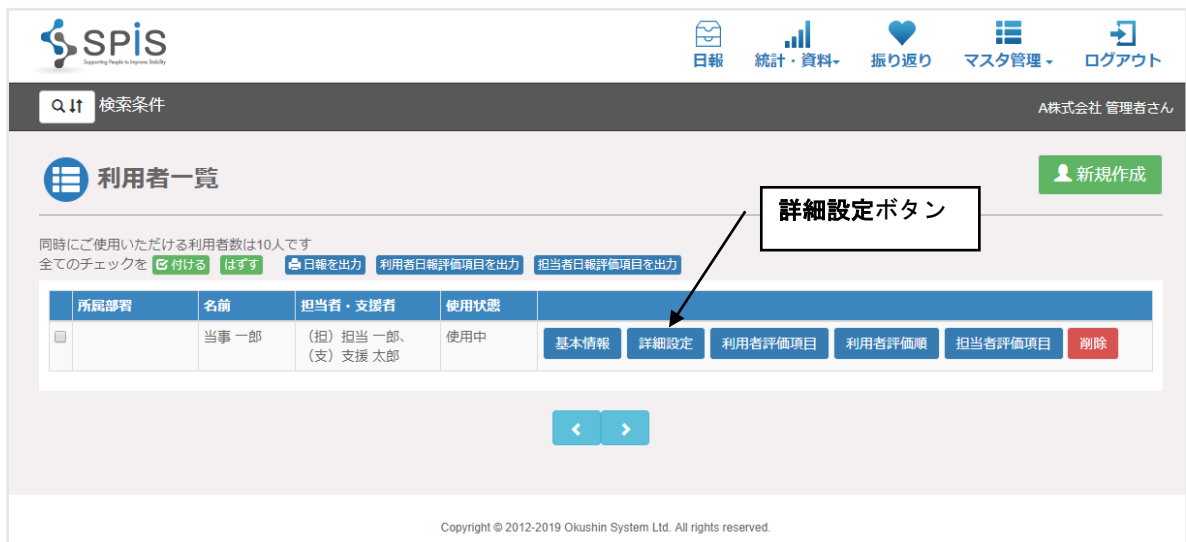 SPiS
Supporting People to Improve Stability
日報 統計・資料 振り返り マスタ管理 ログアウト
検索条件 A株式会社 管理者さん
利用者一覧 新規作成
詳細設定ボタン
同時にご使用いただける利用者数は10人です
全てのチェックを 付ける はずす 日報を出力 利用者日報評価項目を出力 担当者日報評価項目を出力
所属部署 名前 担当者・支援者 使用状態
当事 一郎 （担）担当 一郎、 使用中 基本情報 詳細設定 利用者評価項目 利用者評価順 担当者評価項目 削除
（支）支援 太郎
Copyright © 2012-2019 Okushin System Ltd. All rights reserved.